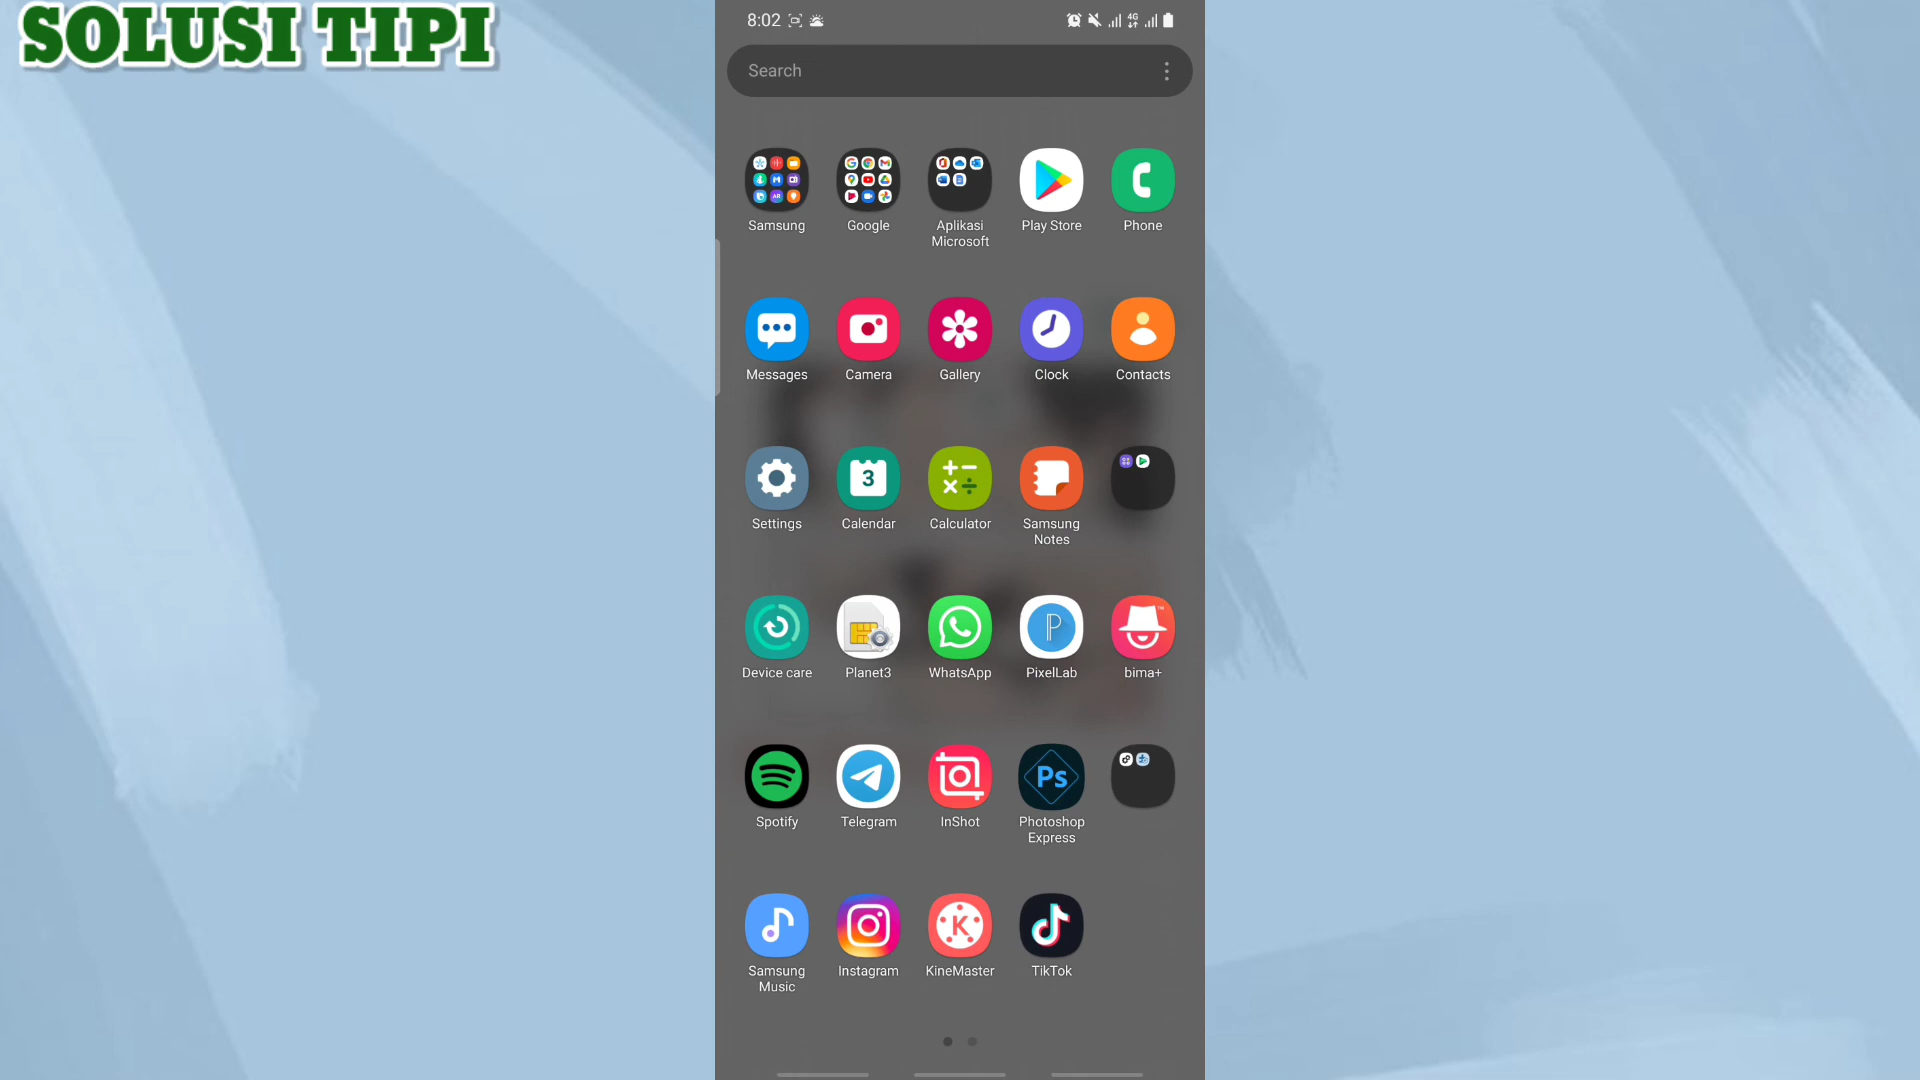 SOLUSI TIPI
8:02
4G
Search
Samsung
Google
Aplikasi
Microsoft
Play Store
Phone
Messages
Camera
Gallery
Clock
Contacts
3
Settings
Calendar
Calculator
Samsung
Notes
P
Device care
Planet3
WhatsApp
PixelLab
bima+
Ps
Spotify
Telegram
InShot
Photoshop
Express
K
Samsung
Music
Instagram
KineMaster
TikTok